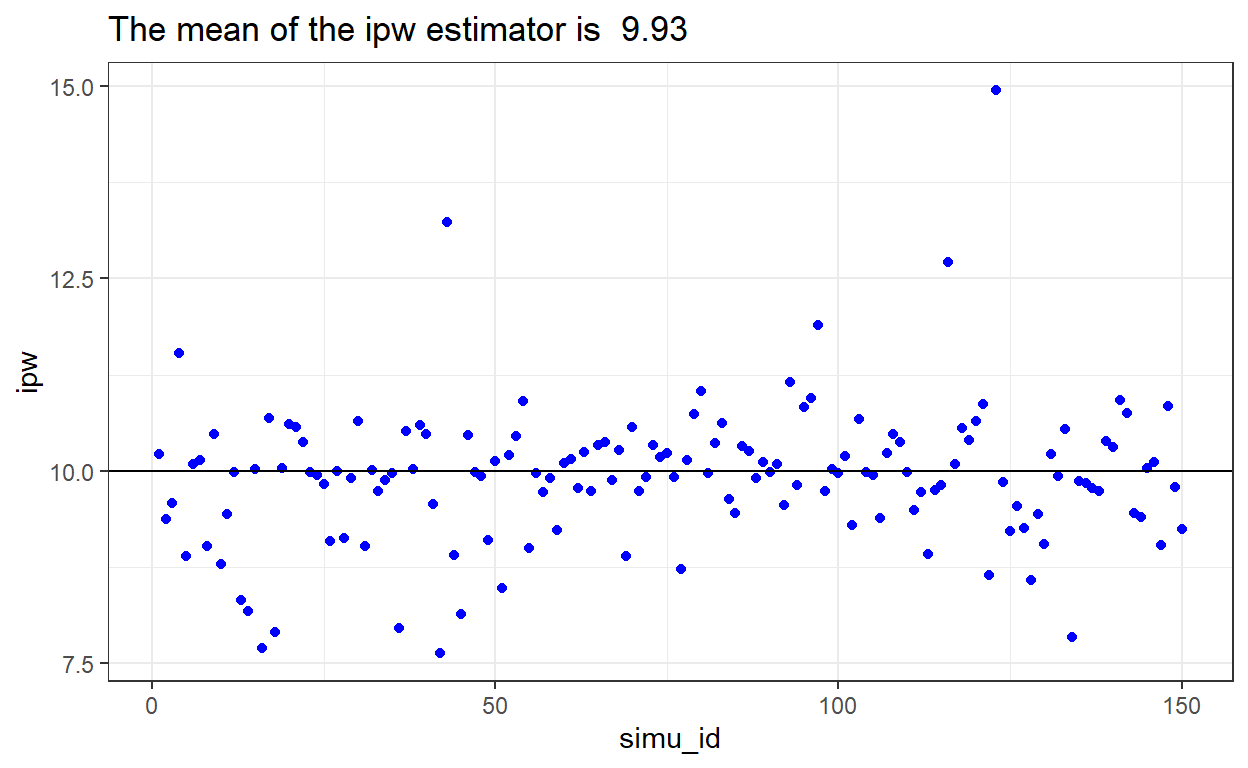 The mean of the ipw estimator is  9.93
15.0
12.5
10.0
7.5
ipw
0 50 100 150
simu_id